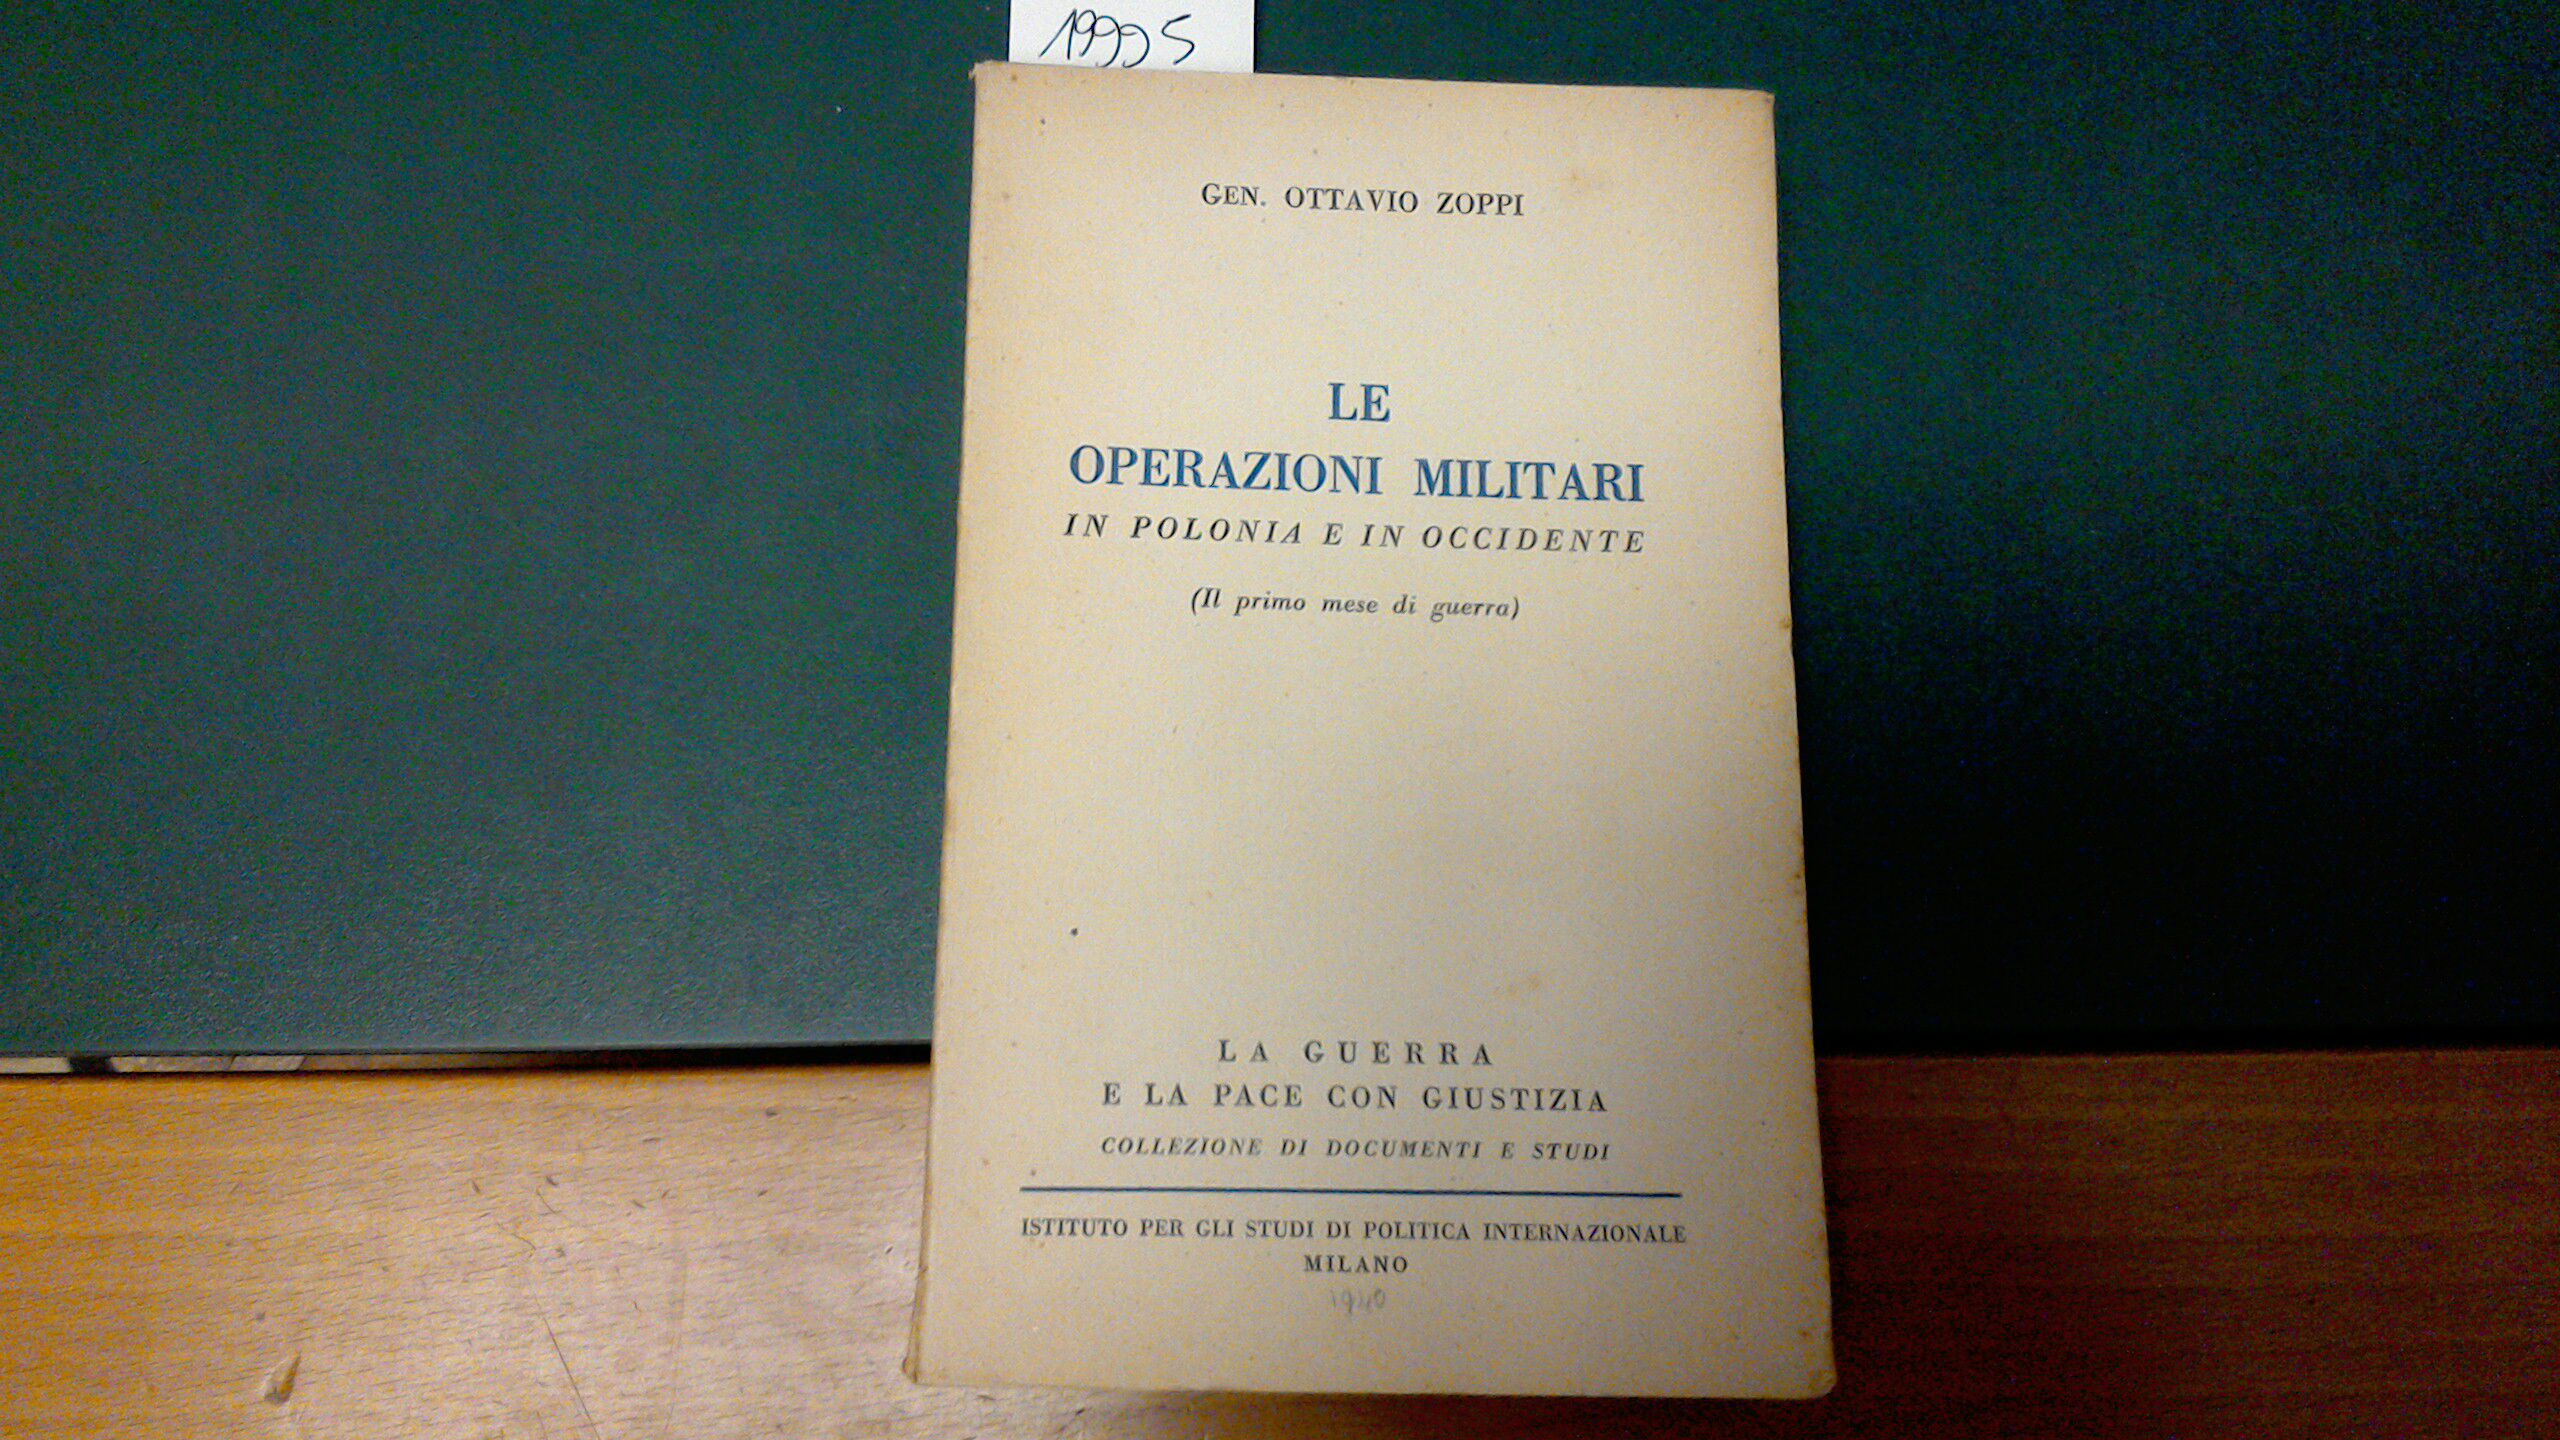 19995
GEN. OTTAVIO ZOPPI
LE
OPERAZIONI MILITARI
IN POLONIA E IN OCCIDENTE
(Il primo mese di guerra)
LA GUERRA
E LA PACE CON GIUSTIZIA
COLLEZIONE DI DOCUMENTI E STUDI
ISTITUTO PER GLI STUDI DI POLITICA INTERNAZIONALE
MILANO
1940